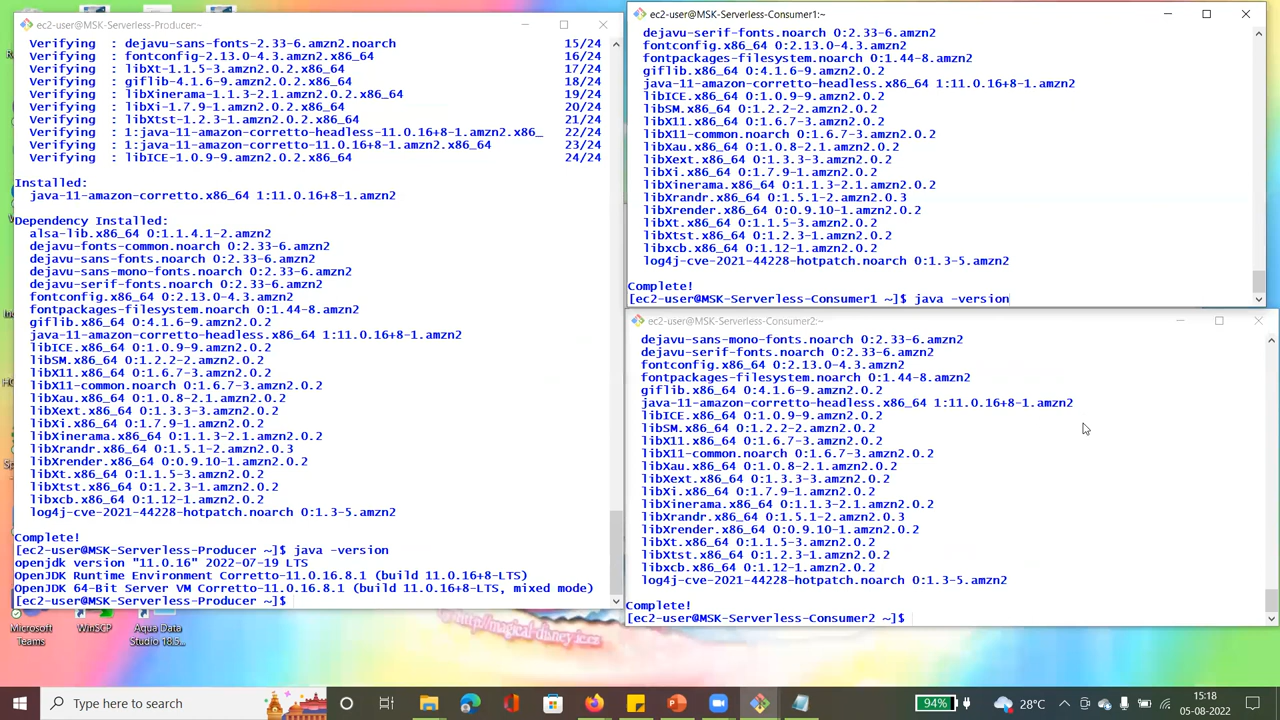 ec2-user@MSK-Serverless-Producer:~
Verifying  : dejavu-sans-fonts-2.33-6.amzn2.noarch 15/24
Verifying  : fontconfig-2.13.0-4.3.amzn2.x86_64 16/24
Verifying  : libXt-1.1.5-3.amzn2.0.2.x86_64 17/24
Verifying  : giflib-4.1.6-9.amzn2.0.2.x86_64 18/24
Verifying  : libXinerama-1.1.3-2.1.amzn2.0.2.x86_64 19/24
Verifying  : libXi-1.7.9-1.amzn2.0.2.x86_64 20/24
Verifying  : libXtst-1.2.3-1.amzn2.0.2.x86_64 21/24
Verifying  : 1:java-11-amazon-corretto-headless-11.0.16+8-1.amzn2.x86_ 22/24
Verifying  : 1:java-11-amazon-corretto-11.0.16+8-1.amzn2.x86_64 23/24
Verifying  : libICE-1.0.9-9.amzn2.0.2.x86_64 24/24
Installed:
java-11-amazon-corretto.x86_64 1:11.0.16+8-1.amzn2
Dependency Installed:
alsa-lib.x86_64 0:1.1.4.1-2.amzn2
dejavu-fonts-common.noarch 0:2.33-6.amzn2
dejavu-sans-fonts.noarch 0:2.33-6.amzn2
dejavu-sans-mono-fonts.noarch 0:2.33-6.amzn2
dejavu-serif-fonts.noarch 0:2.33-6.amzn2
fontconfig.x86_64 0:2.13.0-4.3.amzn2
fontpackages-filesystem.noarch 0:1.44-8.amzn2
giflib.x86_64 0:4.1.6-9.amzn2.0.2
java-11-amazon-corretto-headless.x86_64 1:11.0.16+8-1.amzn2
libICE.x86_64 0:1.0.9-9.amzn2.0.2
libSM.x86_64 0:1.2.2-2.amzn2.0.2
libX11.x86_64 0:1.6.7-3.amzn2.0.2
libX11-common.noarch 0:1.6.7-3.amzn2.0.2
libXau.x86_64 0:1.0.8-2.1.amzn2.0.2
libXext.x86_64 0:1.3.3-3.amzn2.0.2
libXi.x86_64 0:1.7.9-1.amzn2.0.2
libXinerama.x86_64 0:1.1.3-2.1.amzn2.0.2
libXrandr.x86_64 0:1.5.1-2.amzn2.0.3
libXrender.x86_64 0:0.9.10-1.amzn2.0.2
libXt.x86_64 0:1.1.5-3.amzn2.0.2
libXtst.x86_64 0:1.2.3-1.amzn2.0.2
libxcb.x86_64 0:1.12-1.amzn2.0.2
log4j-cve-2021-44228-hotpatch.noarch 0:1.3-5.amzn2
Complete!
[ec2-user@MSK-Serverless-Producer ~]$ java -version
openjdk version "11.0.16" 2022-07-19 LTS
OpenJDK Runtime Environment Corretto-11.0.16.8.1 (build 11.0.16+8-LTS)
OpenJDK 64-Bit Server VM Corretto-11.0.16.8.1 (build 11.0.16+8-LTS, mixed mode)
[ec2-user@MSK-Serverless-Producer ~]$
ec2-user@MSK-Serverless-Consumer1:~
dejavu-serif-fonts.noarch 0:2.33-6.amzn2
fontconfig.x86_64 0:2.13.0-4.3.amzn2
fontpackages-filesystem.noarch 0:1.44-8.amzn2
giflib.x86_64 0:4.1.6-9.amzn2.0.2
java-11-amazon-corretto-headless.x86_64 1:11.0.16+8-1.amzn2
libICE.x86_64 0:1.0.9-9.amzn2.0.2
libSM.x86_64 0:1.2.2-2.amzn2.0.2
libX11.x86_64 0:1.6.7-3.amzn2.0.2
libX11-common.noarch 0:1.6.7-3.amzn2.0.2
libXau.x86_64 0:1.0.8-2.1.amzn2.0.2
libXext.x86_64 0:1.3.3-3.amzn2.0.2
libXi.x86_64 0:1.7.9-1.amzn2.0.2
libXinerama.x86_64 0:1.1.3-2.1.amzn2.0.2
libXrandr.x86_64 0:1.5.1-2.amzn2.0.3
libXrender.x86_64 0:0.9.10-1.amzn2.0.2
libXt.x86_64 0:1.1.5-3.amzn2.0.2
libXtst.x86_64 0:1.2.3-1.amzn2.0.2
libxcb.x86_64 0:1.12-1.amzn2.0.2
log4j-cve-2021-44228-hotpatch.noarch 0:1.3-5.amzn2
Complete!
[ec2-user@MSK-Serverless-Consumer1 ~]$ java -version
ec2-user@MSK-Serverless-Consumer2:~
dejavu-sans-mono-fonts.noarch 0:2.33-6.amzn2
dejavu-serif-fonts.noarch 0:2.33-6.amzn2
fontconfig.x86_64 0:2.13.0-4.3.amzn2
fontpackages-filesystem.noarch 0:1.44-8.amzn2
giflib.x86_64 0:4.1.6-9.amzn2.0.2
java-11-amazon-corretto-headless.x86_64 1:11.0.16+8-1.amzn2
libICE.x86_64 0:1.0.9-9.amzn2.0.2
libSM.x86_64 0:1.2.2-2.amzn2.0.2
libX11.x86_64 0:1.6.7-3.amzn2.0.2
libX11-common.noarch 0:1.6.7-3.amzn2.0.2
libXau.x86_64 0:1.0.8-2.1.amzn2.0.2
libXext.x86_64 0:1.3.3-3.amzn2.0.2
libXi.x86_64 0:1.7.9-1.amzn2.0.2
libXinerama.x86_64 0:1.1.3-2.1.amzn2.0.2
libXrandr.x86_64 0:1.5.1-2.amzn2.0.3
libXrender.x86_64 0:0.9.10-1.amzn2.0.2
libXt.x86_64 0:1.1.5-3.amzn2.0.2
libXtst.x86_64 0:1.2.3-1.amzn2.0.2
libxcb.x86_64 0:1.12-1.amzn2.0.2
log4j-cve-2021-44228-hotpatch.noarch 0:1.3-5.amzn2
Complete!
[ec2-user@MSK-Serverless-Consumer2 ~]$
Microsoft Teams
WinSCP
Aqua Data Studio 18.5...
Type here to search
94%
28°C
15:18
05-08-2022